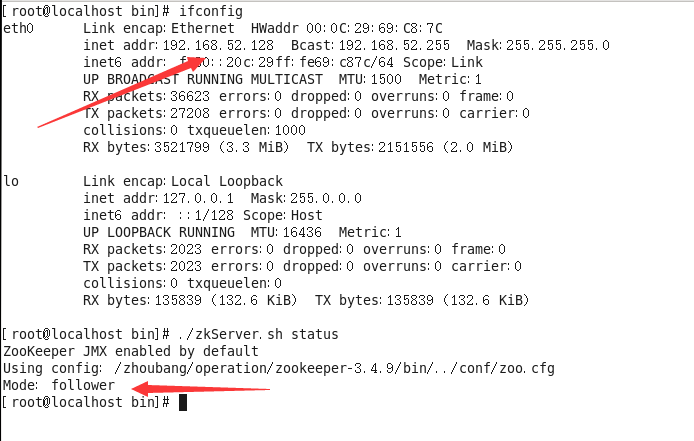 [root@localhost bin]# ifconfig
eth0 Link encap:Ethernet HWaddr 00:0C:29:69:C8:7C
inet addr:192.168.52.128 Bcast:192.168.52.255 Mask:255.255.255.0
inet6 addr: ::20c:29ff:fe69:c87c/64 Scope:Link
UP BROADCAST RUNNING MULTICAST MTU:1500 Metric:1
RX packets:36623 errors:0 dropped:0 overruns:0 frame:0
TX packets:27208 errors:0 dropped:0 overruns:0 carrier:0
collisions:0 txqueuelen:1000
RX bytes:3521799 (3.3 MiB) TX bytes:2151556 (2.0 MiB)
lo Link encap:Local Loopback
inet addr:127.0.0.1 Mask:255.0.0.0
inet6 addr: ::1/128 Scope:Host
UP LOOPBACK RUNNING MTU:16436 Metric:1
RX packets:2023 errors:0 dropped:0 overruns:0 frame:0
TX packets:2023 errors:0 dropped:0 overruns:0 carrier:0
collisions:0 txqueuelen:0
RX bytes:135839 (132.6 KiB) TX bytes:135839 (132.6 KiB)
[root@localhost bin]# ./zkServer.sh status
ZooKeeper JMX enabled by default
Using config: /zhoubang/operation/zookeeper-3.4.9/bin/../conf/zoo.cfg
Mode: follower
[root@localhost bin]#